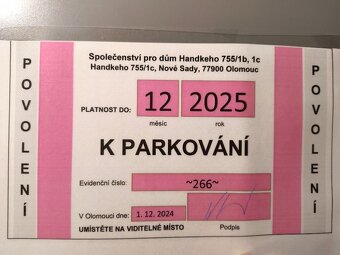 Společenství pro dům Handkeho 755/1b, 1c
Handkeho 755/1c, Nové Sady, 77900 Olomouc
POVOLENÍ
PLATNOST DO: 12 2025
měsíc rok
K PARKOVÁNÍ
Evidenční číslo: ~266~
V Olomouci dne: 1. 12. 2024
UMÍSTĚTE NA VIDITELNÉ MÍSTO Podpis
POVOLENÍ